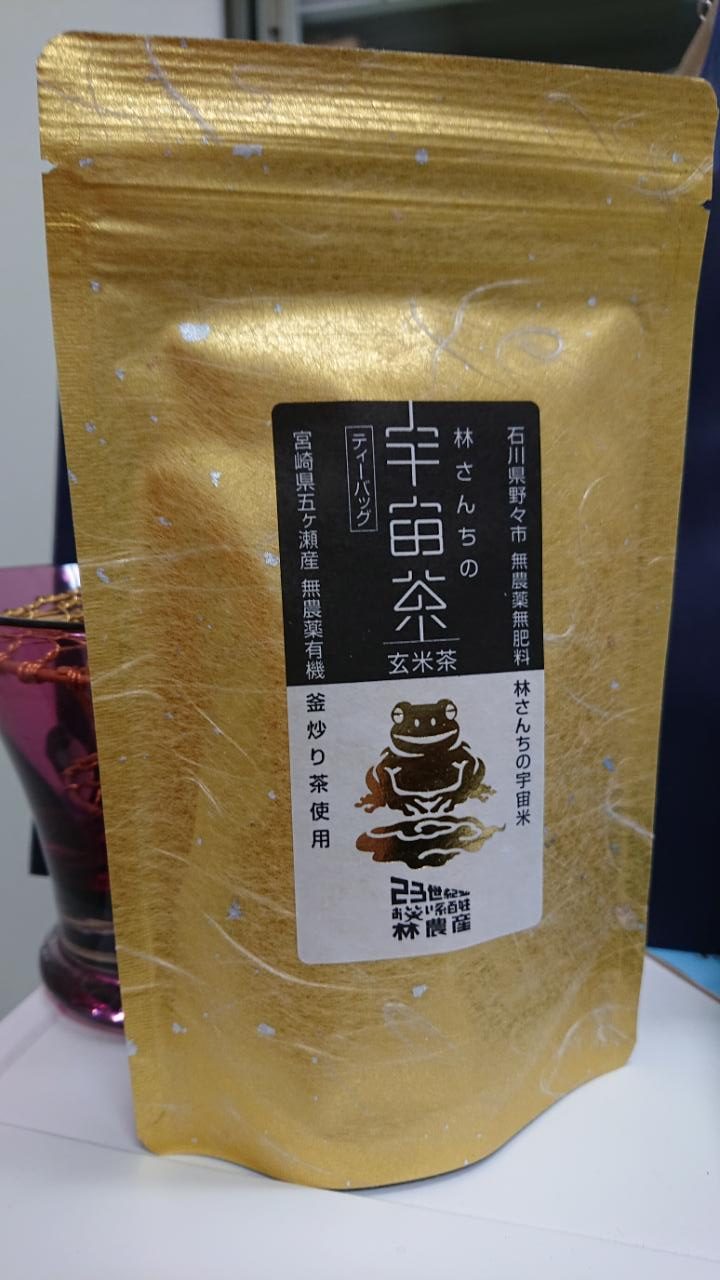 石川県野々市 無農薬無肥料 林さんちの宇宙米
林さんちの
宇宙茶
玄米茶
ティーバッグ
宮崎県五ヶ瀬産 無農薬有機 釜炒り茶使用
23世紀型
お笑い系百姓
林農産